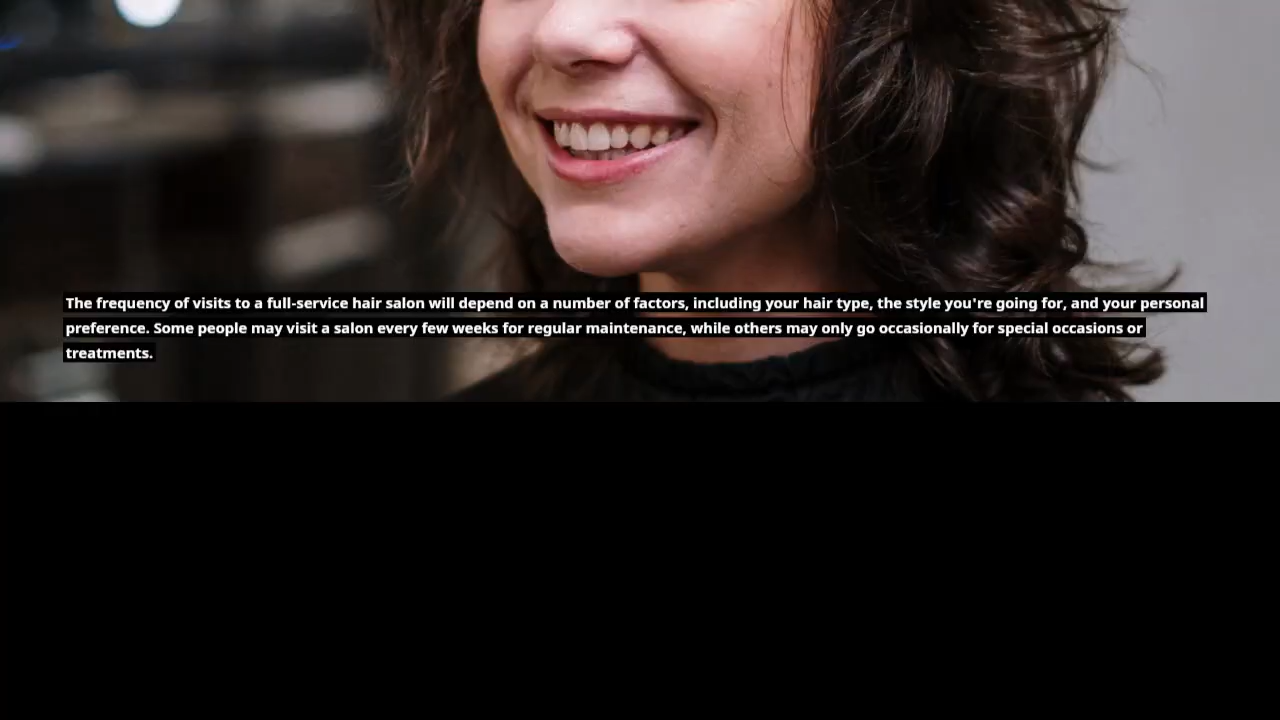 The frequency of visits to a full-service hair salon will depend on a number of factors, including your hair type, the style you're going for, and your personal
preference. Some people may visit a salon every few weeks for regular maintenance, while others may only go occasionally for special occasions or
treatments.